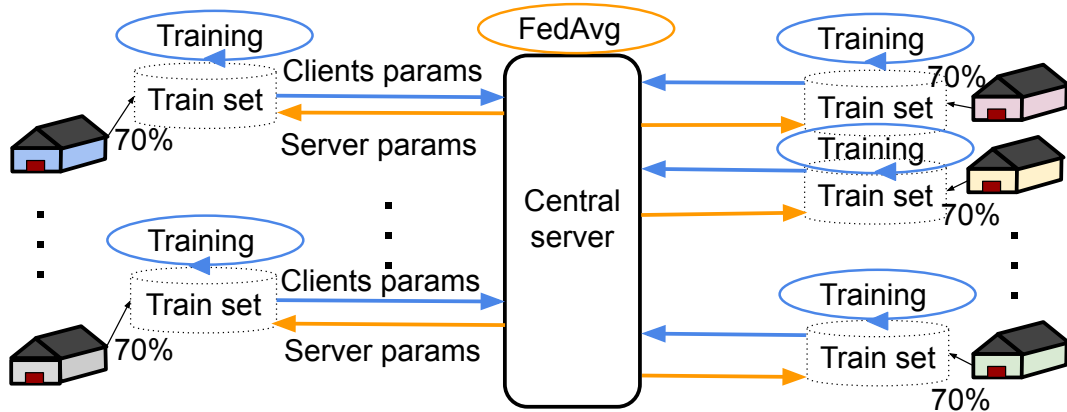 Training
Train set
70%
Clients params
Server params
Training
Train set
70%
Clients params
Server params
FedAvg
Central
server
Training
70%
Train set
Training
Train set
70%
Training
Train set
70%